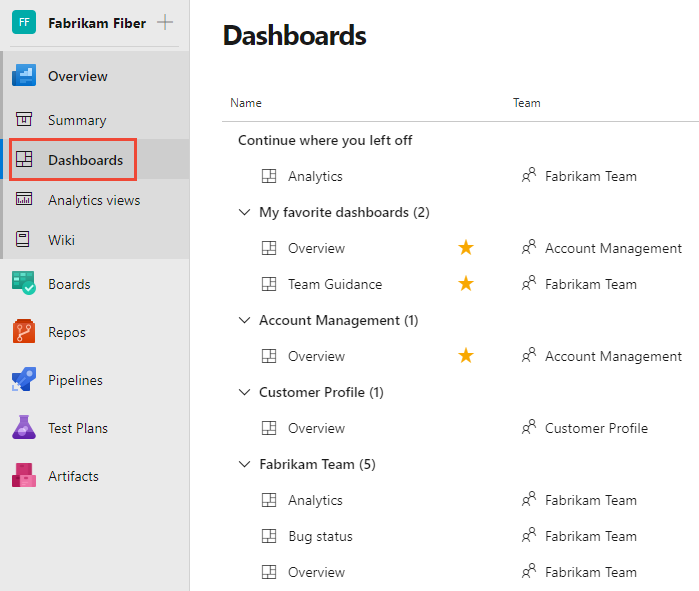 FF Fabrikam Fiber
Overview
Summary
Dashboards
Analytics views
Wiki
Boards
Repos
Pipelines
Test Plans
Artifacts
Dashboards
Name Team
Continue where you left off
Analytics Fabrikam Team
My favorite dashboards (2)
Overview Account Management
Team Guidance Fabrikam Team
Account Management (1)
Overview Account Management
Customer Profile (1)
Overview Customer Profile
Fabrikam Team (5)
Analytics Fabrikam Team
Bug status Fabrikam Team
Overview Fabrikam Team